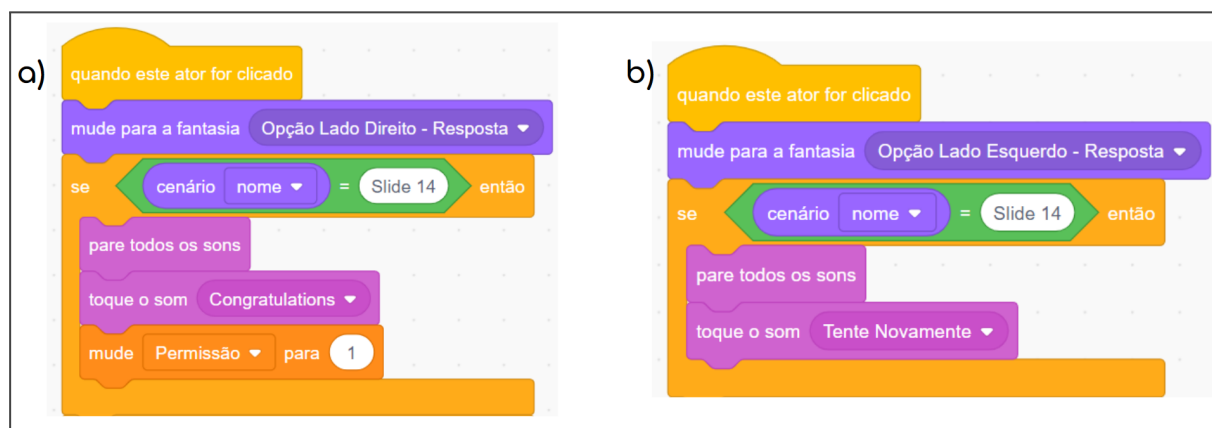 a)
quando este ator for clicado
mude para a fantasia Opção Lado Direito - Resposta
se cenário nome = Slide 14 então
pare todos os sons
toque o som Congratulations
mude Permissão para 1
b)
quando este ator for clicado
mude para a fantasia Opção Lado Esquerdo - Resposta
se cenário nome = Slide 14 então
pare todos os sons
toque o som Tente Novamente